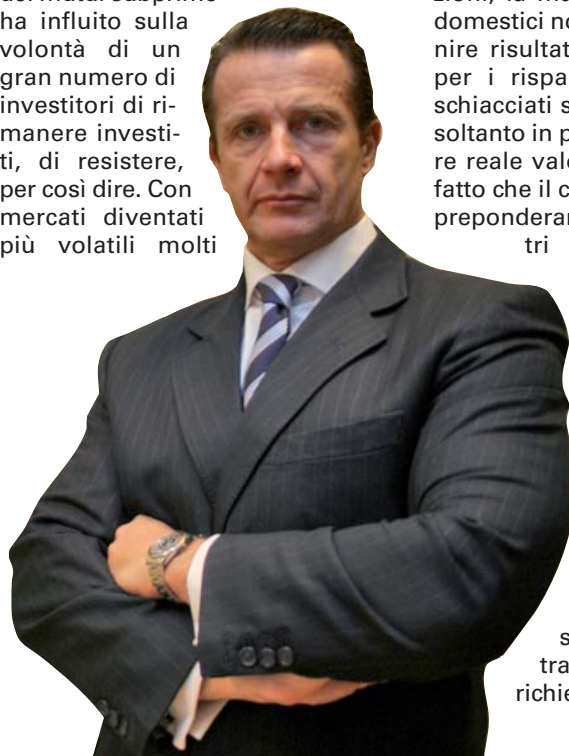 ha influito sulla
volontà di un
gran numero di
investitori di ri-
manere investi-
ti, di resistere,
per così dire. Con
mercati diventati
più volatili molti
domestici no
nire risultat
per i rispa
schiacciati s
soltanto in p
re reale valo
fatto che il c
preponderar
tri
s
tra
richie